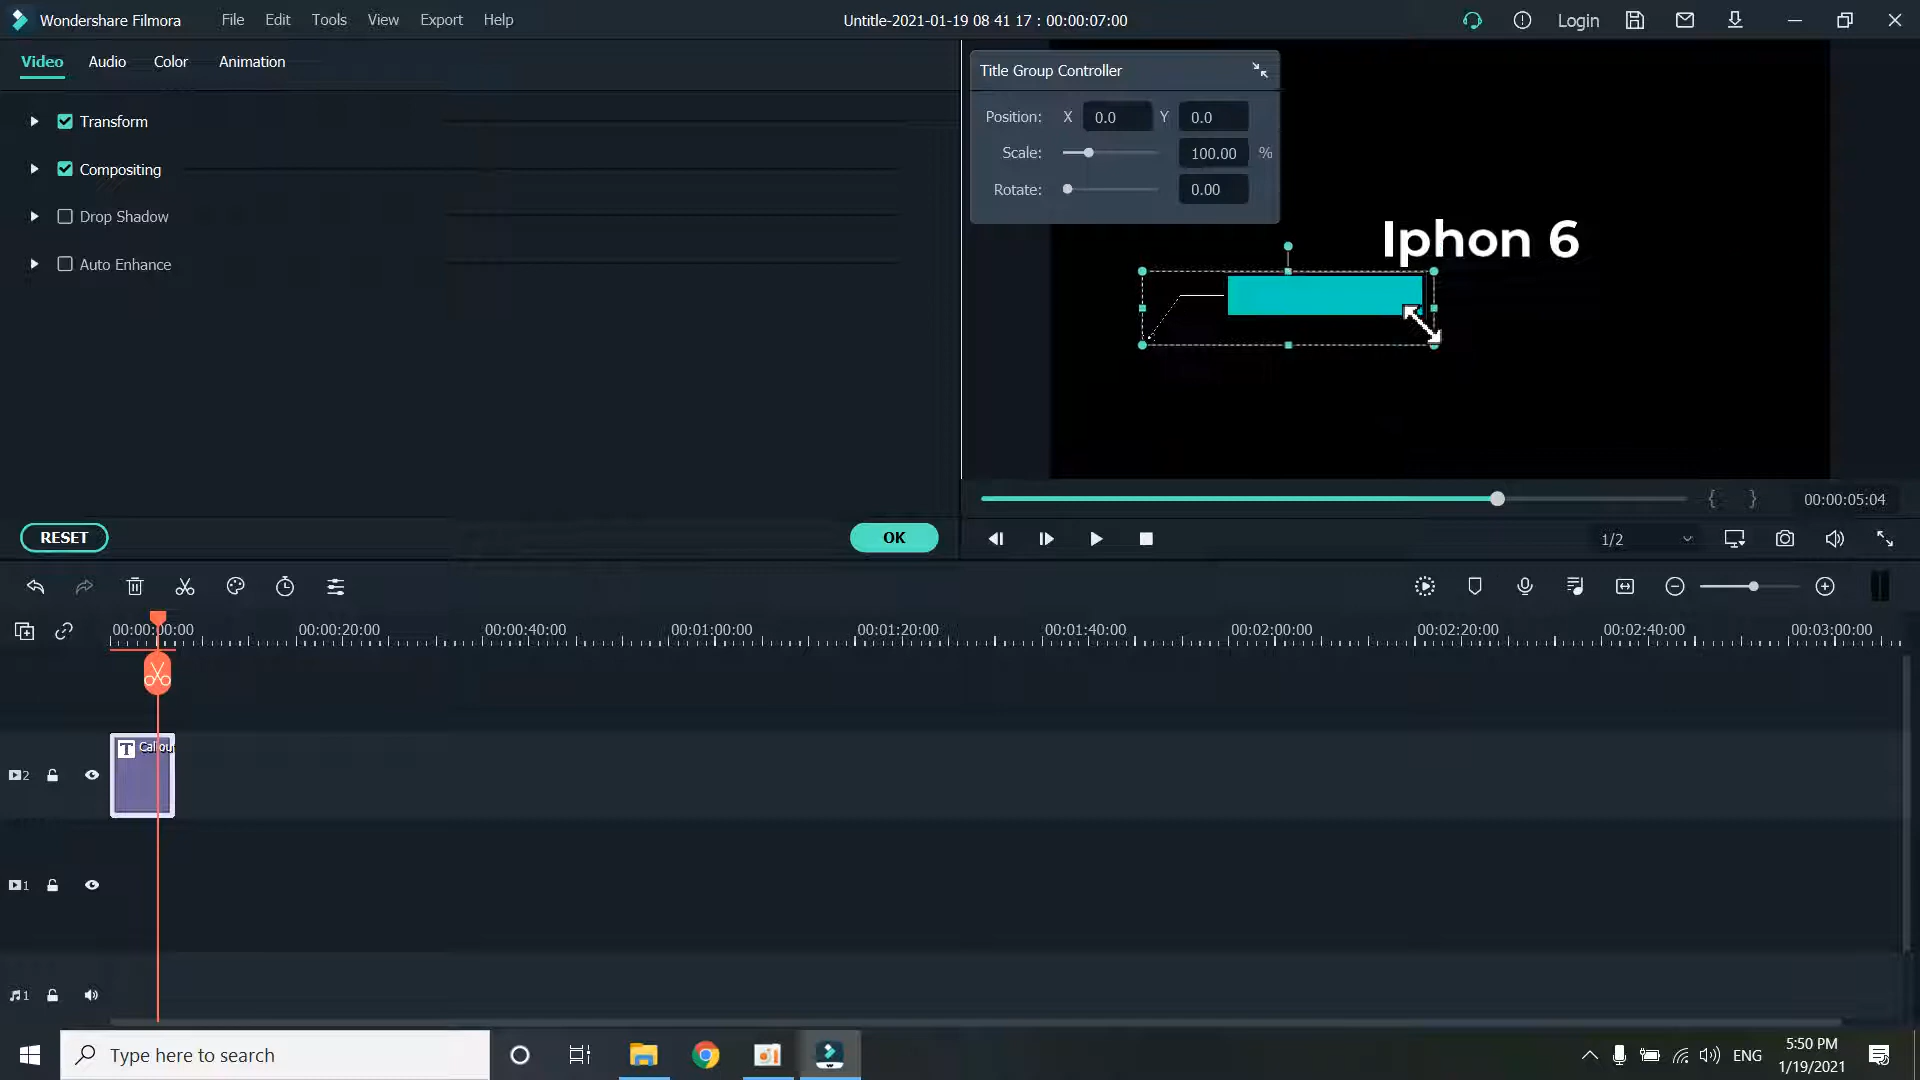 Wondershare Filmora File Edit Tools View Export Help Untitle-2021-01-19 08 41 17 : 00:00:07:00 Login
Video Audio Color Animation
Transform
Compositing
Drop Shadow
Auto Enhance
RESET OK
Title Group Controller
Position: X 0.0 Y 0.0
Scale: 100.00 %
Rotate: 0.00
Iphon 6
{ } 00:00:05:04
1/2
00:00:00:00 00:00:20:00 00:00:40:00 00:01:00:00 00:01:20:00 00:01:40:00 00:02:00:00 00:02:20:00 00:02:40:00 00:03:00:00
T Callou
2
1
1
Type here to search
ENG
5:50 PM
1/19/2021